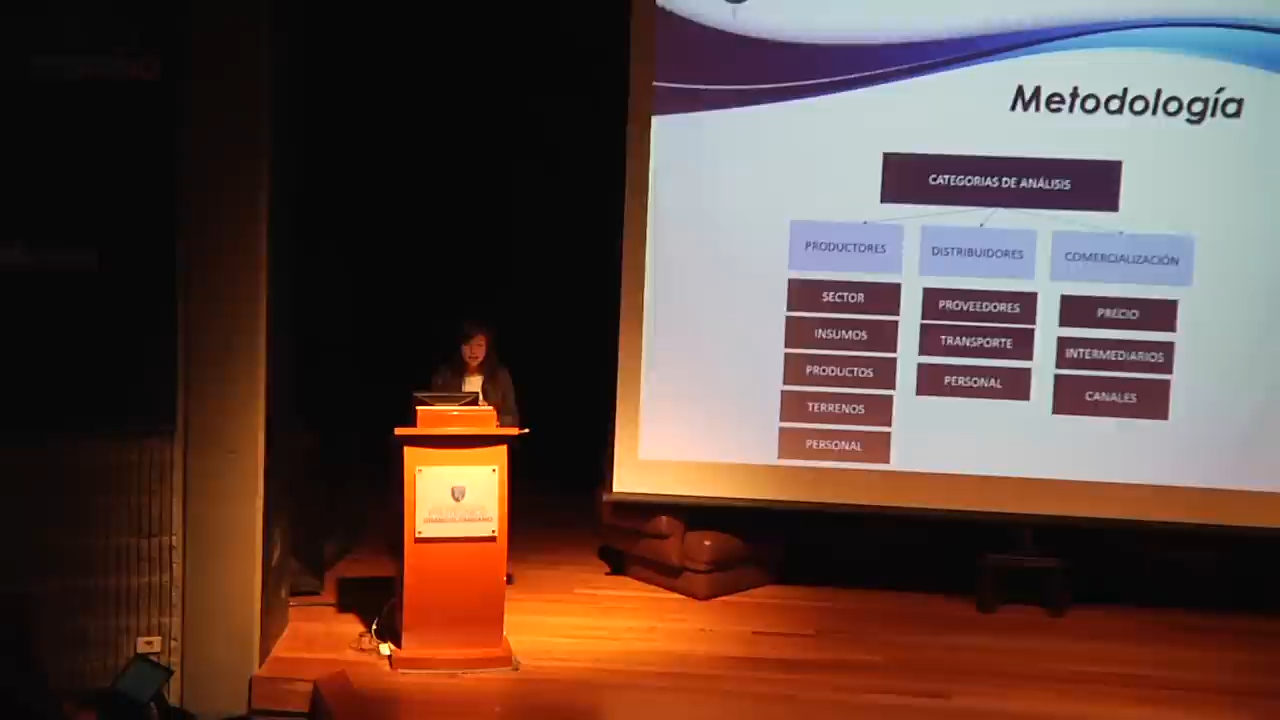 Metodología
CATEGORIAS DE ANÁLISIS
PRODUCTORES
SECTOR
INSUMOS
PRODUCTOS
TERRENOS
PERSONAL
DISTRIBUIDORES
PROVEEDORES
TRANSPORTE
PERSONAL
COMERCIALIZACIÓN
PRECIO
INTERMEDIARIOS
CANALES